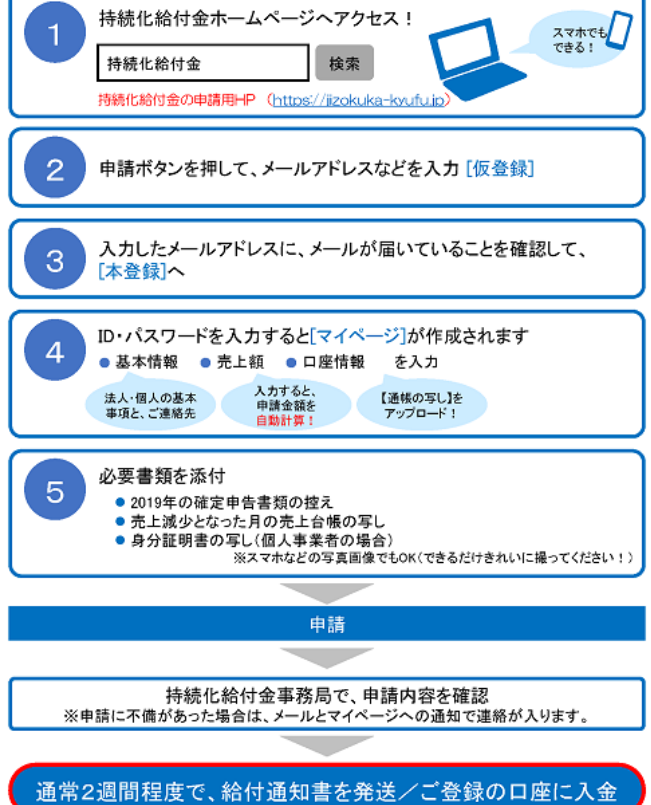 1
持続化給付金ホームページへアクセス！
スマホでも
できる！
持続化給付金
検索
持続化給付金の申請用HP （https://jizokuka-kyufu.jp）
2
申請ボタンを押して、メールアドレスなどを入力 [仮登録]
3
入力したメールアドレスに、メールが届いていることを確認して、
[本登録]へ
4
ID・パスワードを入力すると[マイページ]が作成されます
● 基本情報 ● 売上額 ● 口座情報 を入力
法人・個人の基本
事項と、ご連絡先
入力すると、
申請金額を
自動計算！
【通帳の写し】を
アップロード！
5
必要書類を添付
● 2019年の確定申告書類の控え
● 売上減少となった月の売上台帳の写し
● 身分証明書の写し（個人事業者の場合）
※スマホなどの写真画像でもOK（できるだけきれいに撮ってください！）
申請
持続化給付金事務局で、申請内容を確認
※申請に不備があった場合は、メールとマイページへの通知で連絡が入ります。
通常２週間程度で、給付通知書を発送／ご登録の口座に入金